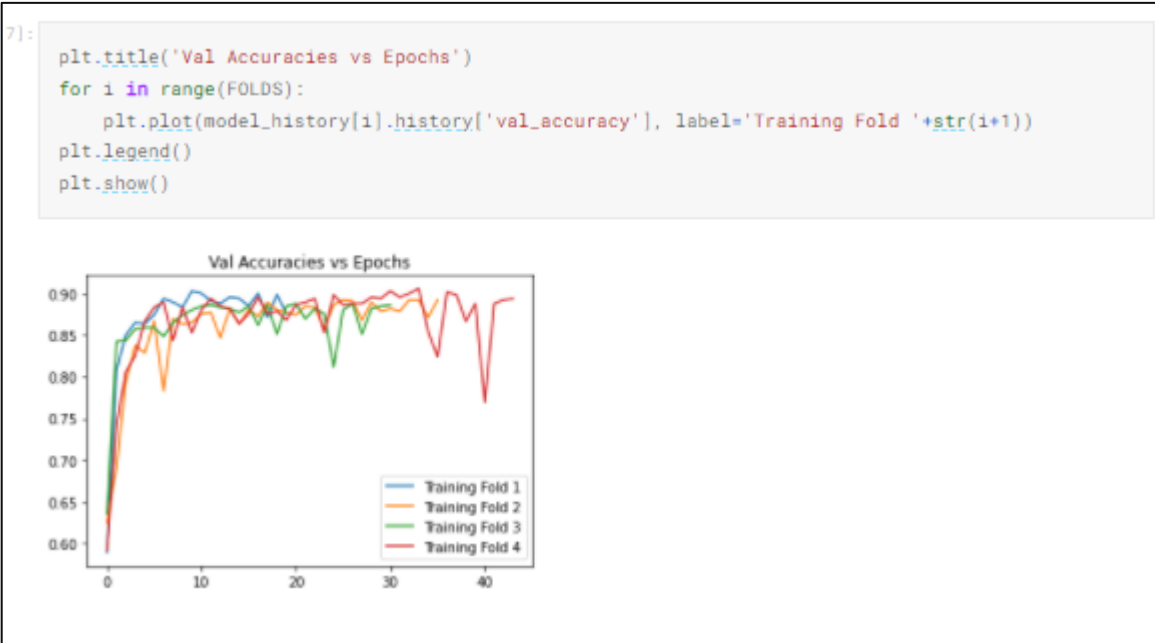 7]:
plt.title('Val Accuracies vs Epochs')
for i in range(FOLDS):
plt.plot(model_history[i].history['val_accuracy'], label='Training Fold '+str(i+1))
plt.legend()
plt.show()
Val Accuracies vs Epochs
0.90
0.85
0.80
0.75
0.70
0.65
0.60
Training Fold 1
Training Fold 2
Training Fold 3
Training Fold 4
0 10 20 30 40